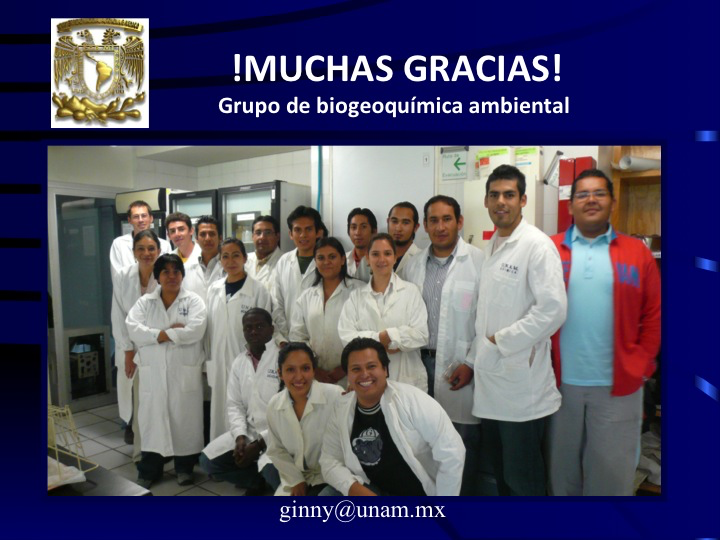 !MUCHAS GRACIAS!
Grupo de biogeoquímica ambiental
ginny@unam.mx